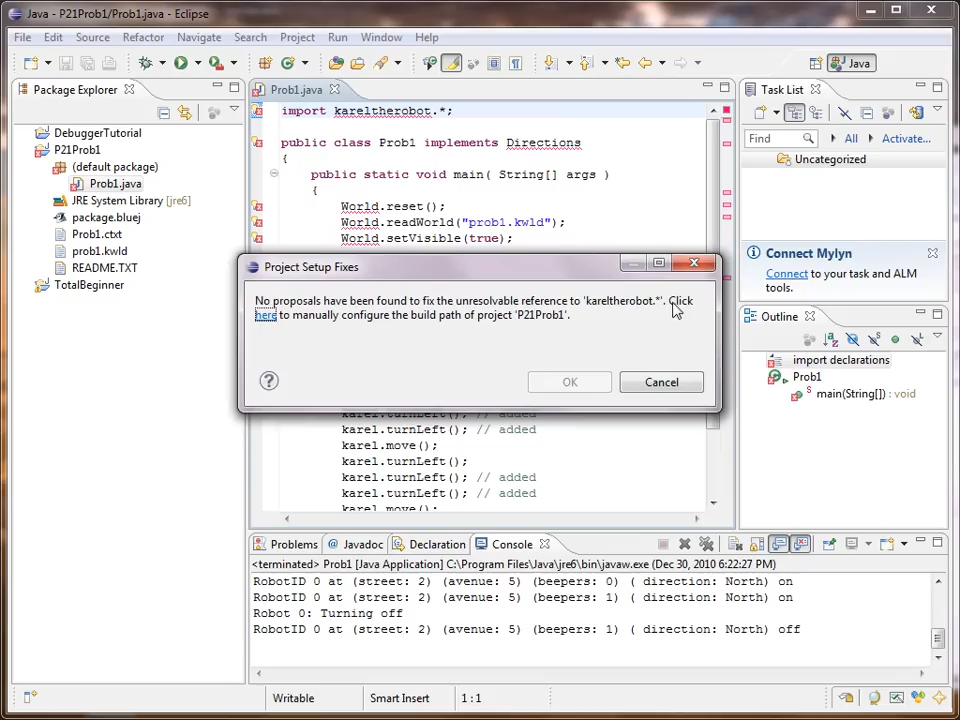 Java - P21Prob1/Prob1.java - Eclipse
File Edit Source Refactor Navigate Search Project Run Window Help
Java
Package Explorer
DebuggerTutorial
P21Prob1
(default package)
Prob1.java
JRE System Library [jre6]
package.bluej
Prob1.ctxt
prob1.kwld
README.TXT
TotalBeginner
Prob1.java
import kareltherobot.*;
public class Prob1 implements Directions
{
public static void main( String[] args )
{
World.reset();
World.readWorld("prob1.kwld");
World.setVisible(true);
Project Setup Fixes
No proposals have been found to fix the unresolvable reference to 'kareltherobot.*'. Click
here to manually configure the build path of project 'P21Prob1'.
?
OK Cancel
karel.turnLeft(); // added
karel.turnLeft(); // added
karel.move();
karel.turnLeft();
karel.turnLeft(); // added
karel.turnLeft(); // added
karel.move();
Task List
Find All Activate...
Uncategorized
Connect Mylyn
Connect to your task and ALM
tools.
Outline
import declarations
Prob1
main(String[]) : void
Problems Javadoc Declaration Console
<terminated> Prob1 [Java Application] C:\Program Files\Java\jre6\bin\javaw.exe (Dec 30, 2010 6:22:27 PM)
RobotID 0 at (street: 2) (avenue: 5) (beepers: 0) ( direction: North) on
RobotID 0 at (street: 2) (avenue: 5) (beepers: 1) ( direction: North) on
Robot 0: Turning off
RobotID 0 at (street: 2) (avenue: 5) (beepers: 1) ( direction: North) off
Writable Smart Insert 1 : 1